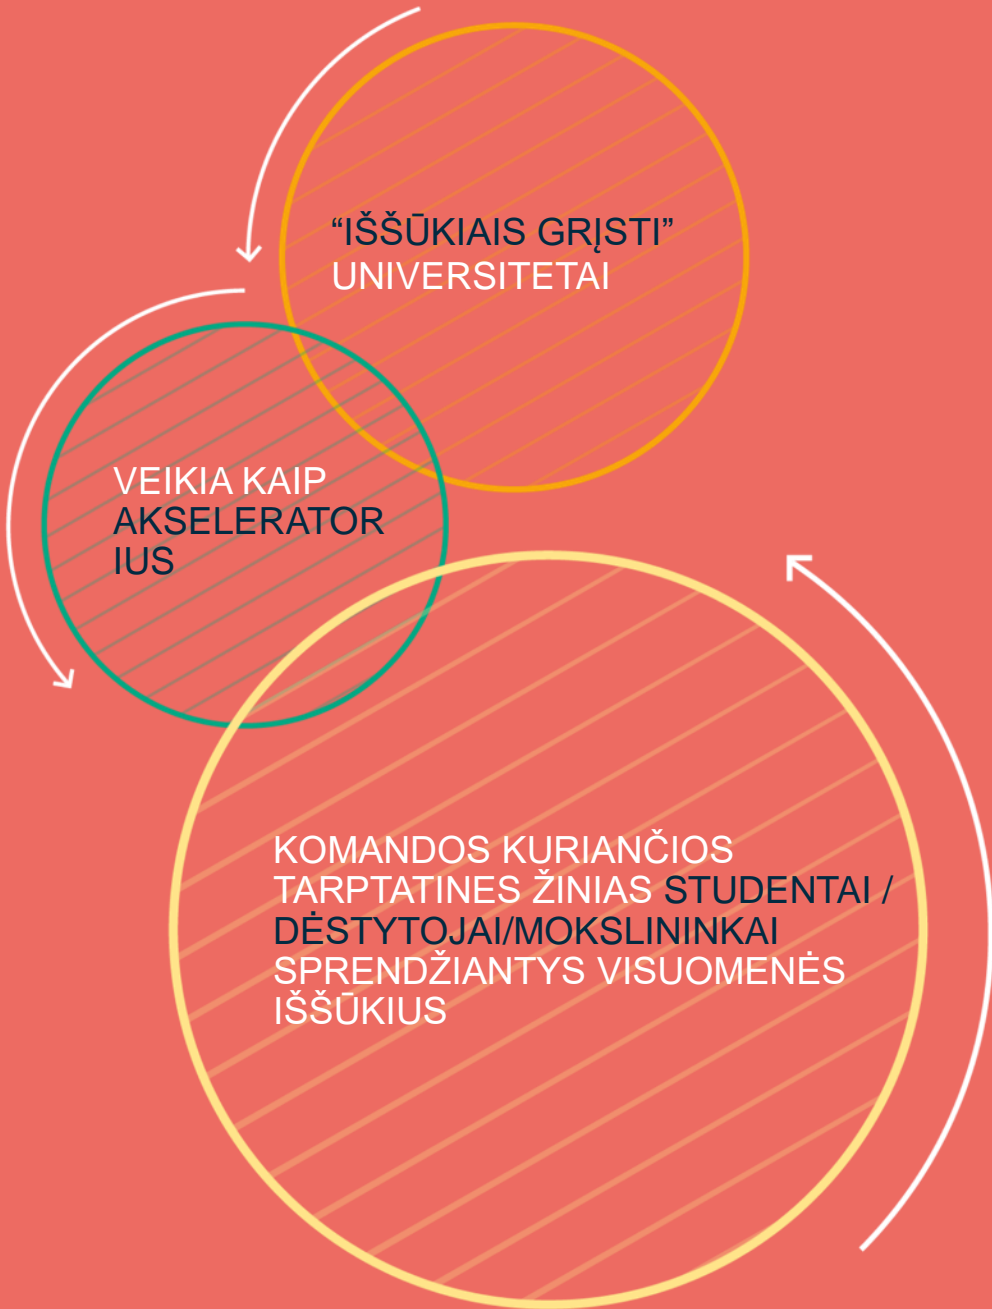 “IŠŠŪKIAIS GRĮSTI”
UNIVERSITETAI
VEIKIA KAIP
AKSELERATOR
IUS
KOMANDOS KURIANČIOS
TARPTATINES ŽINIAS STUDENTAI /
DĖSTYTOJAI/MOKSLININKAI
SPRENDŽIANTYS VISUOMENĖS
IŠŠŪKIUS